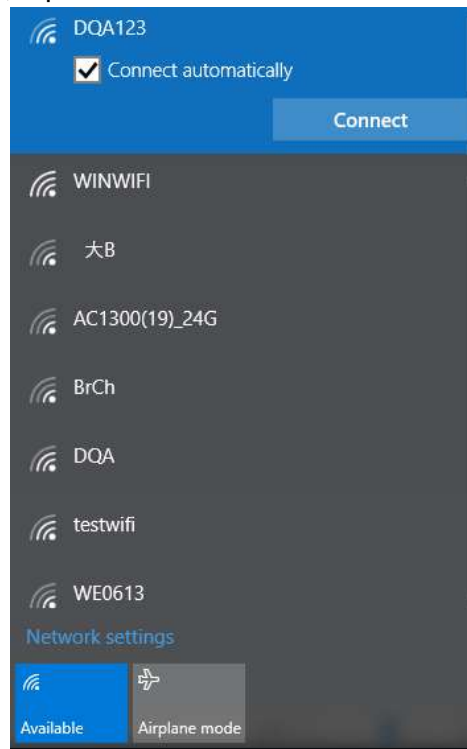 DQA123
Connect automatically
Connect
WINWIFI
大B
AC1300(19)_24G
BrCh
DQA
testwifi
WE0613
Network settings
Available
Airplane mode